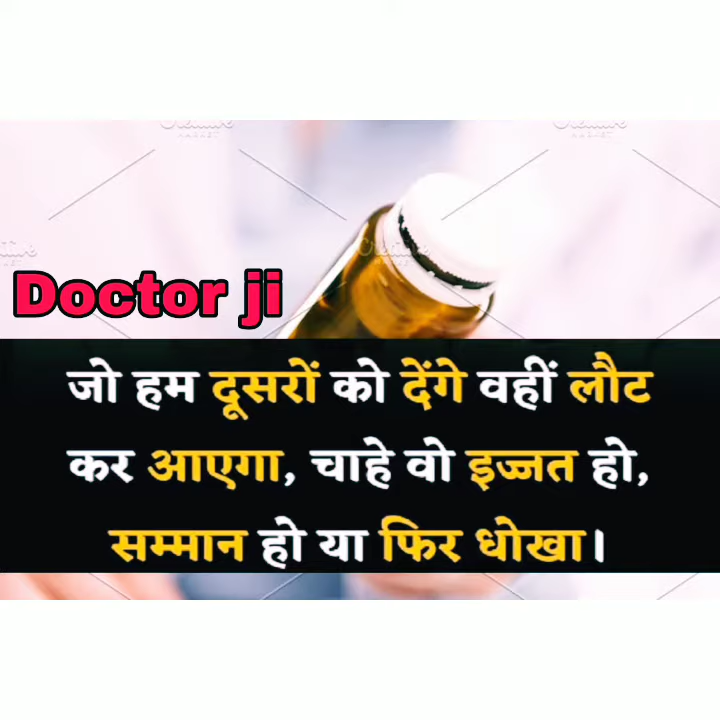 Doctor ji
जो हम दूसरों को देंगे वहीं लौट
कर आएगा, चाहे वो इज्जत हो,
सम्मान हो या फिर धोखा।